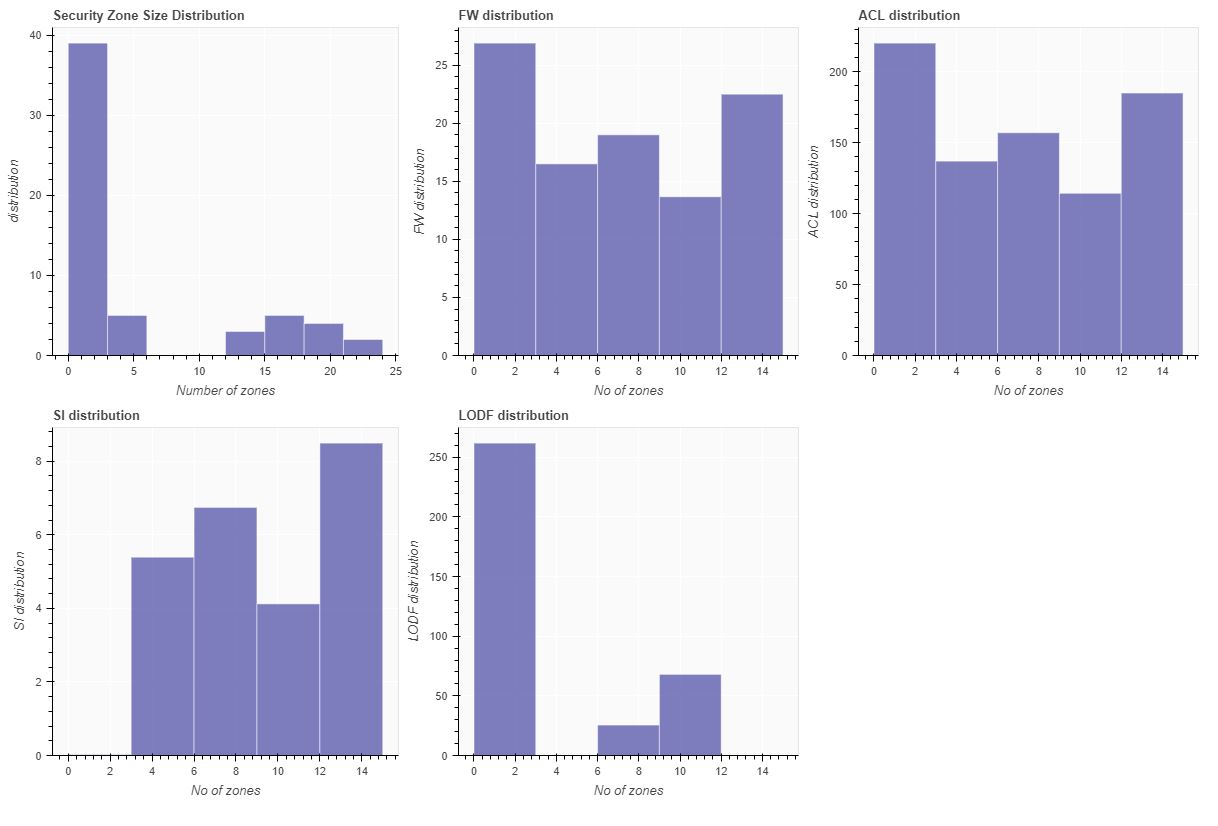 Security Zone Size Distribution
distribution
40
30
20
10
0
0 5 10 15 20 25
Number of zones
FW distribution
FW distribution
25
20
15
10
5
0
0 2 4 6 8 10 12 14
No of zones
ACL distribution
ACL distribution
200
150
100
50
0
0 2 4 6 8 10 12 14
No of zones
SI distribution
SI distribution
8
6
4
2
0
0 2 4 6 8 10 12 14
No of zones
LODF distribution
LODF distribution
250
200
150
100
50
0
0 2 4 6 8 10 12 14
No of zones